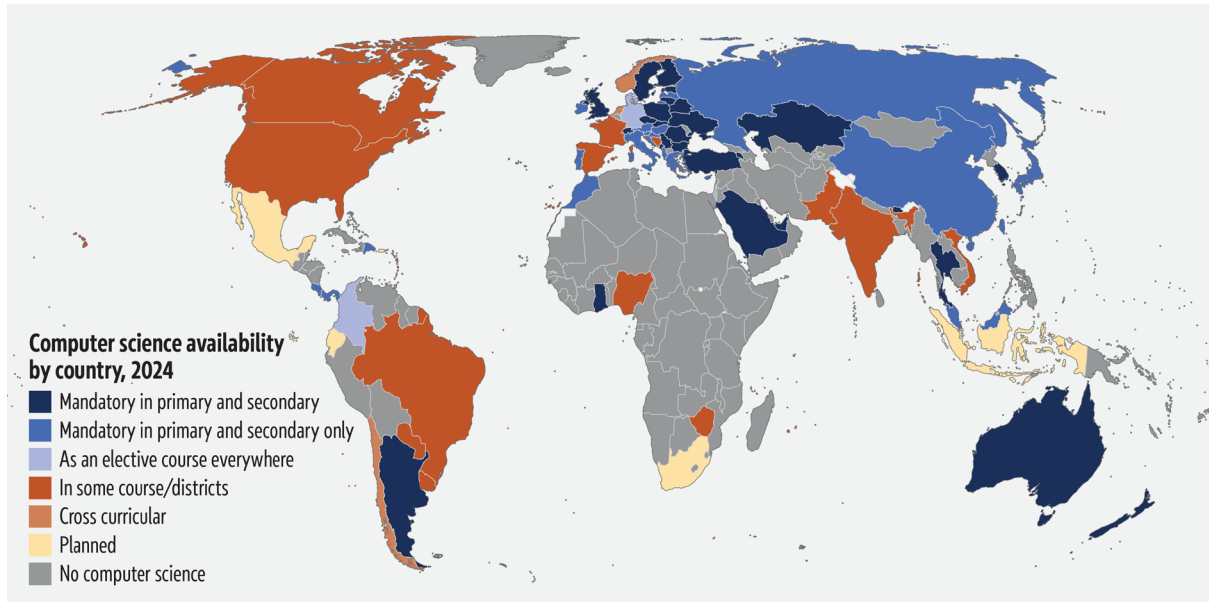 Computer science availability
by country, 2024
Mandatory in primary and secondary
Mandatory in primary and secondary only
As an elective course everywhere
In some course/districts
Cross curricular
Planned
No computer science